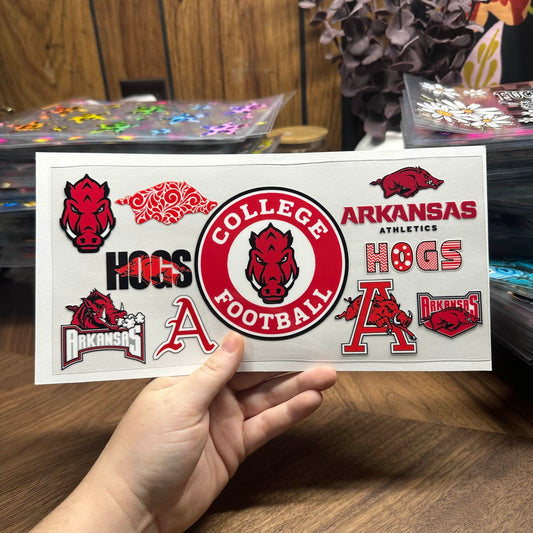 COLLEGE
FOOTBALL
HOGS
ARKANSAS
A
ARKANSAS
ATHLETICS
HOGS
A
ARKANSAS